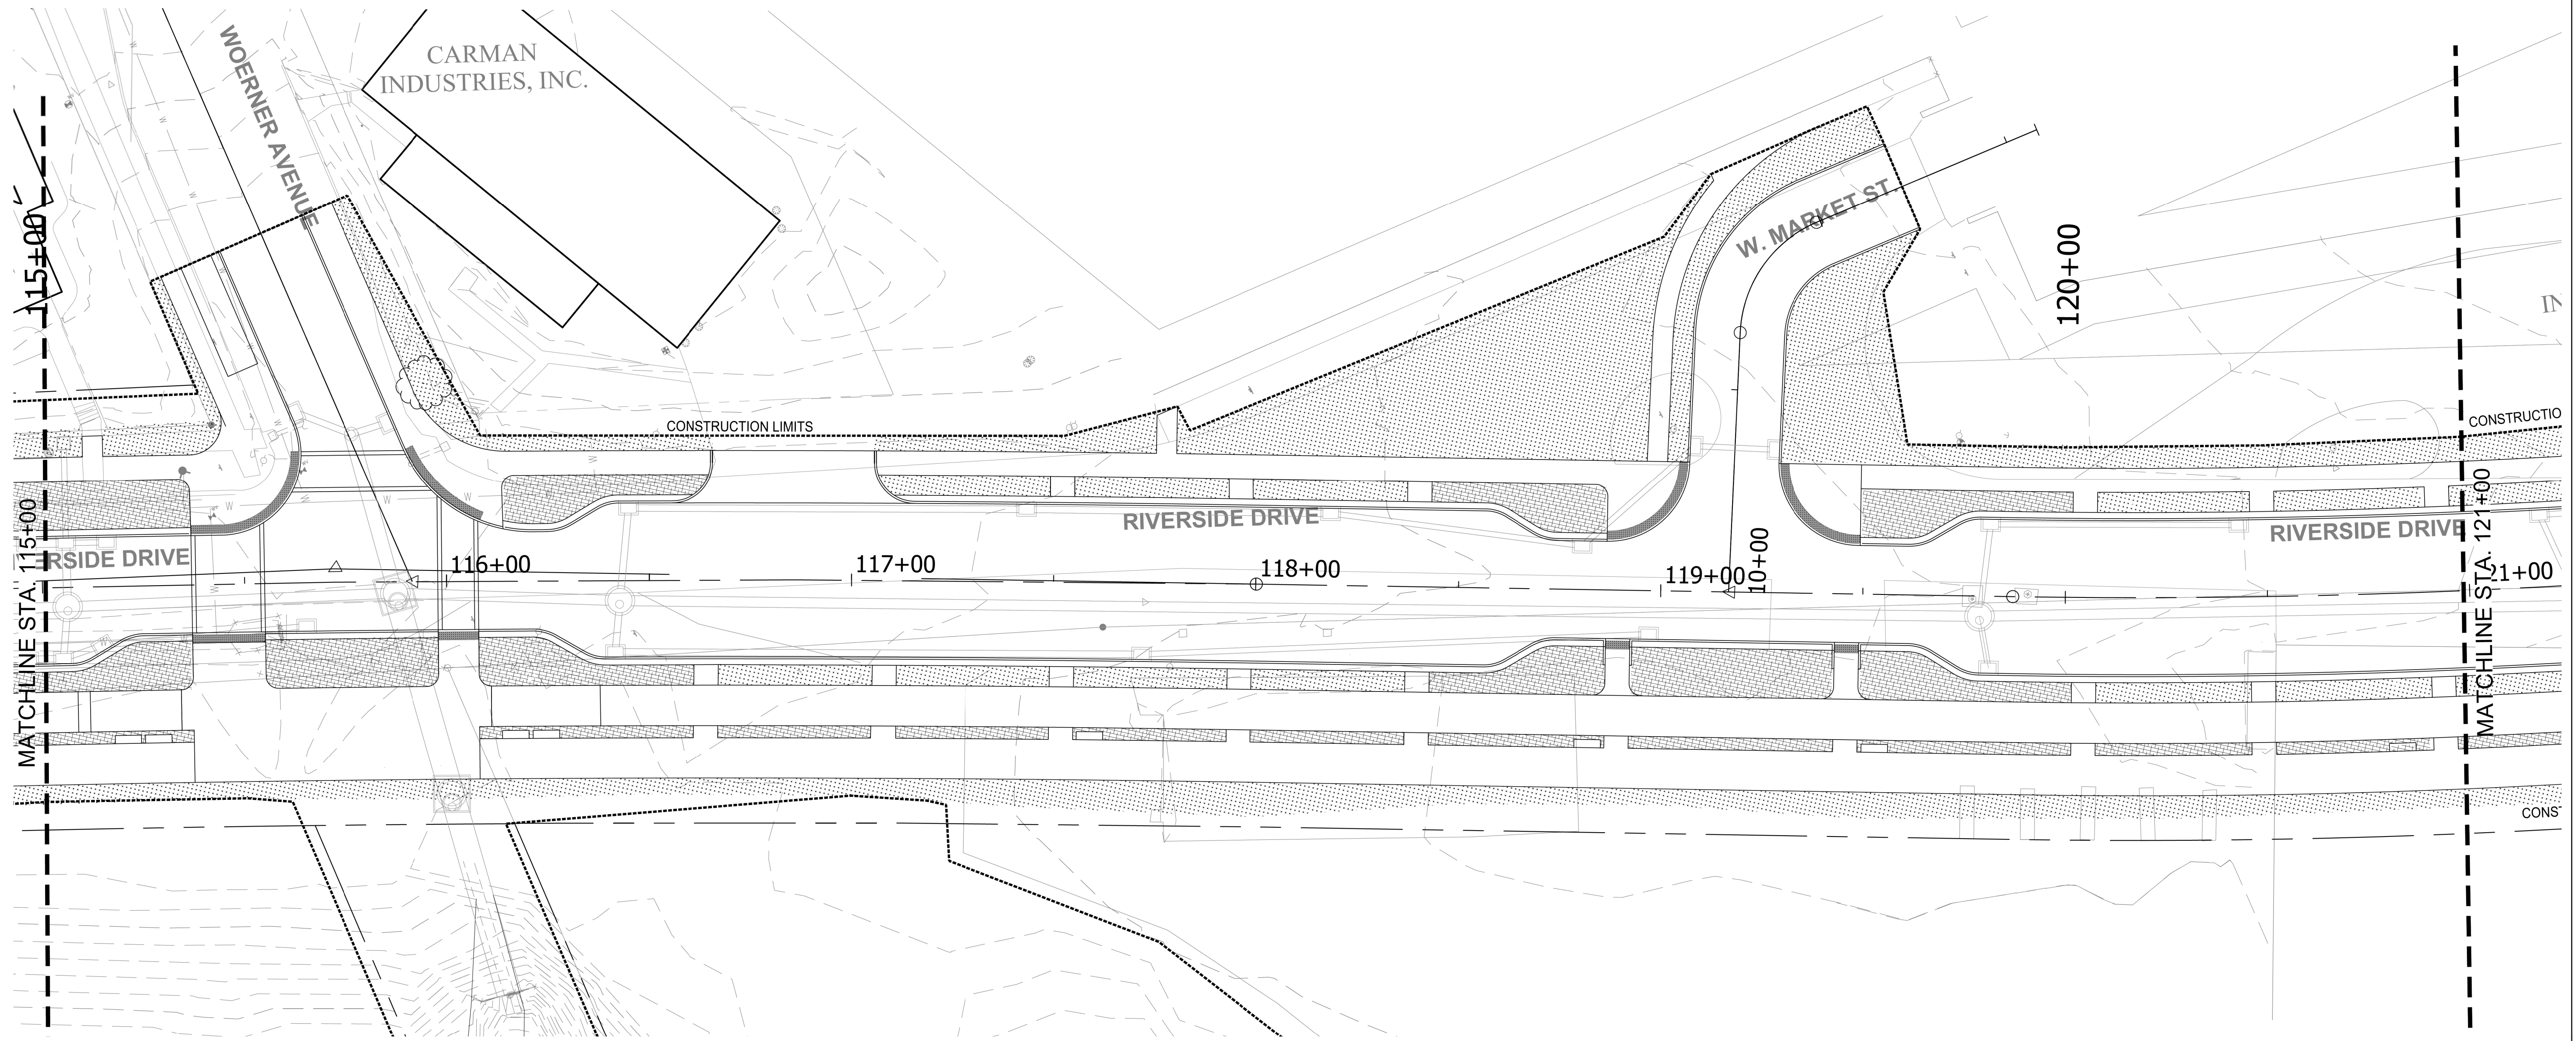 WOERNER AVENUE
CARMAN
INDUSTRIES, INC.
115+00
W. MARKET ST
120+00
IN
CONSTRUCTION LIMITS
CONSTRUCTIO
MATCHLINE STA. 115+00
ERSIDE DRIVE
RIVERSIDE DRIVE
RIVERSIDE DRIVE
116+00
117+00
118+00
119+00
10+00
21+00
MATCHLINE STA. 121+00
CONS
W
W
W
W
W
W
W
W
W
W
W